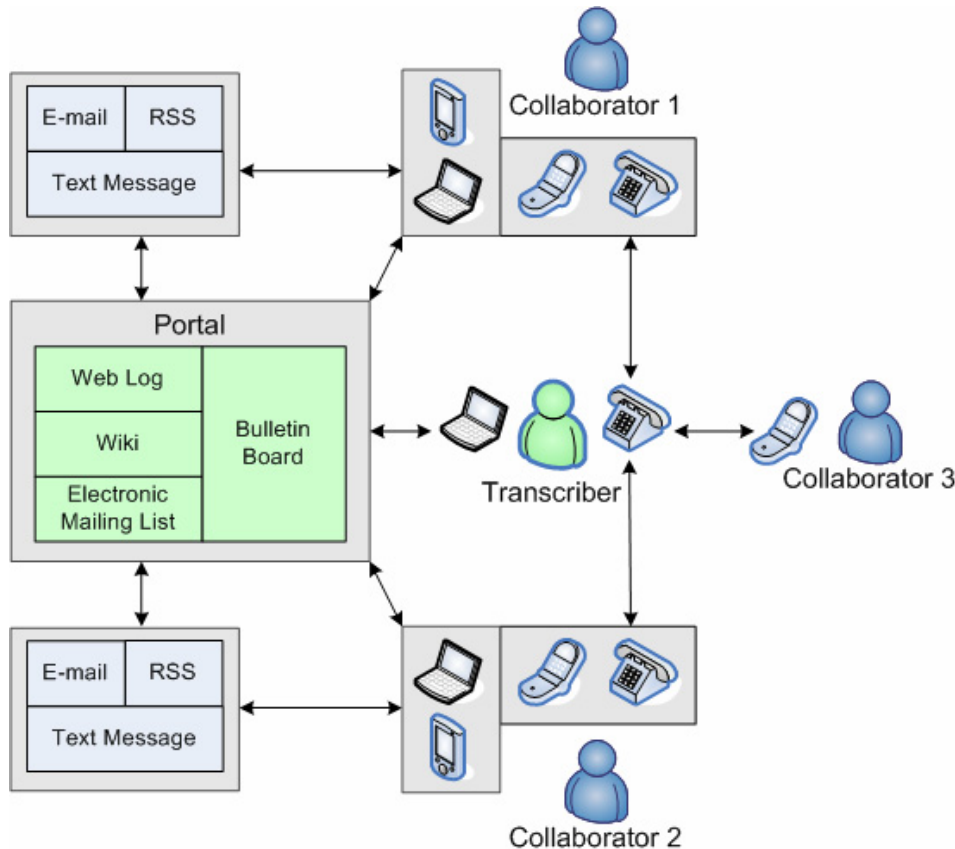 Collaborator 1
E-mail
RSS
Text Message
Portal
Web Log
Wiki
Electronic
Mailing List
Bulletin
Board
Transcriber
Collaborator 3
E-mail
RSS
Text Message
Collaborator 2